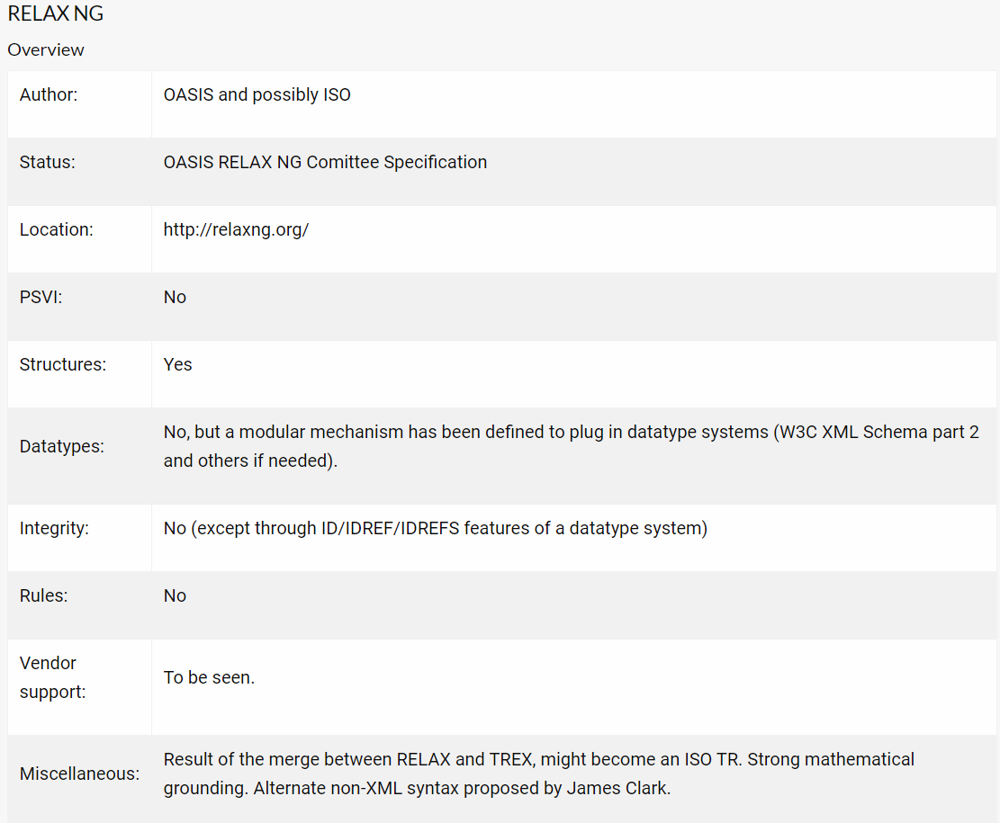 RELAX NG
Overview
Author: OASIS and possibly ISO
Status: OASIS RELAX NG Comittee Specification
Location: http://relaxng.org/
PSVI: No
Structures: Yes
Datatypes: No, but a modular mechanism has been defined to plug in datatype systems (W3C XML Schema part 2
and others if needed).
Integrity: No (except through ID/IDREF/IDREFS features of a datatype system)
Rules: No
Vendor
support: To be seen.
Miscellaneous: Result of the merge between RELAX and TREX, might become an ISO TR. Strong mathematical
grounding. Alternate non-XML syntax proposed by James Clark.